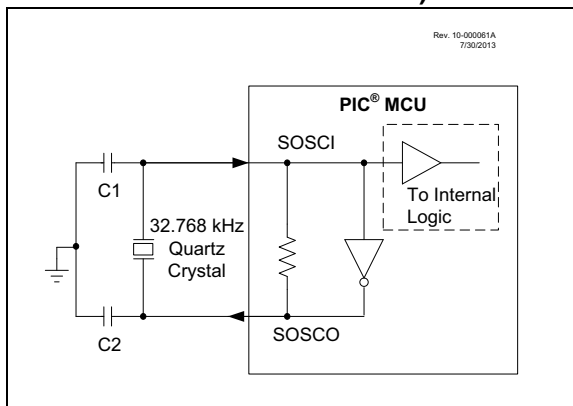 Rev. 10-000061A
7/30/2013
PIC® MCU
SOSCI
C1
To Internal
Logic
32.768 kHz
Quartz
Crystal
SOSCO
C2